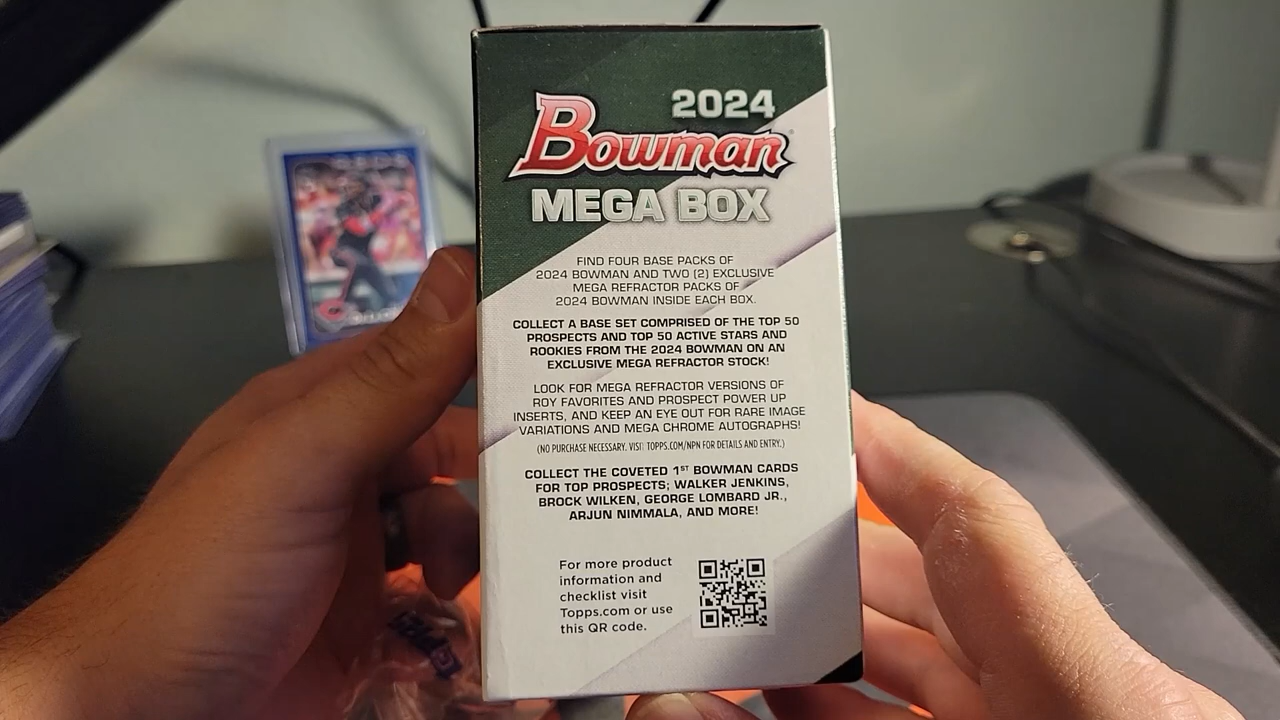 2024
Bowman
MEGA BOX
FIND FOUR BASE PACKS OF
2024 BOWMAN AND TWO (2) EXCLUSIVE
MEGA REFRACTOR PACKS OF
2024 BOWMAN INSIDE EACH BOX.
COLLECT A BASE SET COMPRISED OF THE TOP 50
PROSPECTS AND TOP 50 ACTIVE STARS AND
ROOKIES FROM THE 2024 BOWMAN ON AN
EXCLUSIVE MEGA REFRACTOR STOCK!
LOOK FOR MEGA REFRACTOR VERSIONS OF
ROY FAVORITES AND PROSPECT POWER UP
INSERTS, AND KEEP AN EYE OUT FOR RARE IMAGE
VARIATIONS AND MEGA CHROME AUTOGRAPHS!
(NO PURCHASE NECESSARY. VISIT TOPPS.COM/NPN FOR DETAILS AND ENTRY.)
COLLECT THE COVETED 1ST BOWMAN CARDS
FOR TOP PROSPECTS; WALKER JENKINS,
BROCK WILKEN, GEORGE LOMBARD JR.,
ARJUN NIMMALA, AND MORE!
For more product
information and
checklist visit
Topps.com or use
this QR code.